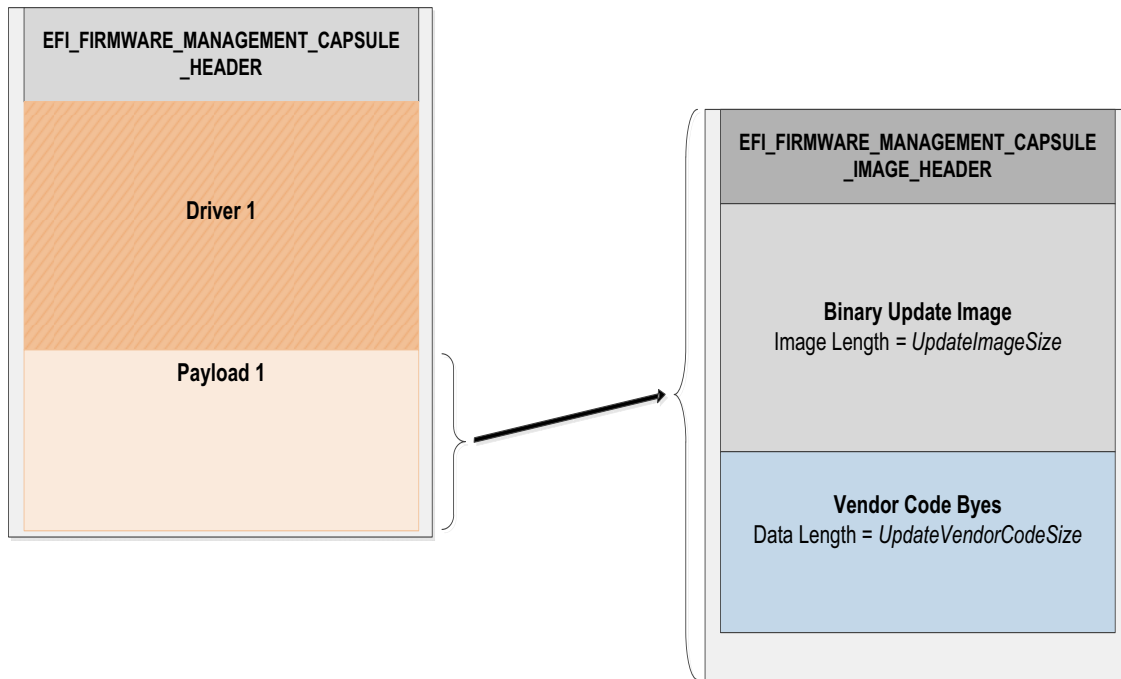 EFI_FIRMWARE_MANAGEMENT_CAPSULE
_HEADER
Driver 1
Payload 1
EFI_FIRMWARE_MANAGEMENT_CAPSULE
_IMAGE_HEADER
Binary Update Image
Image Length = UpdateImageSize
Vendor Code Byes
Data Length = UpdateVendorCodeSize